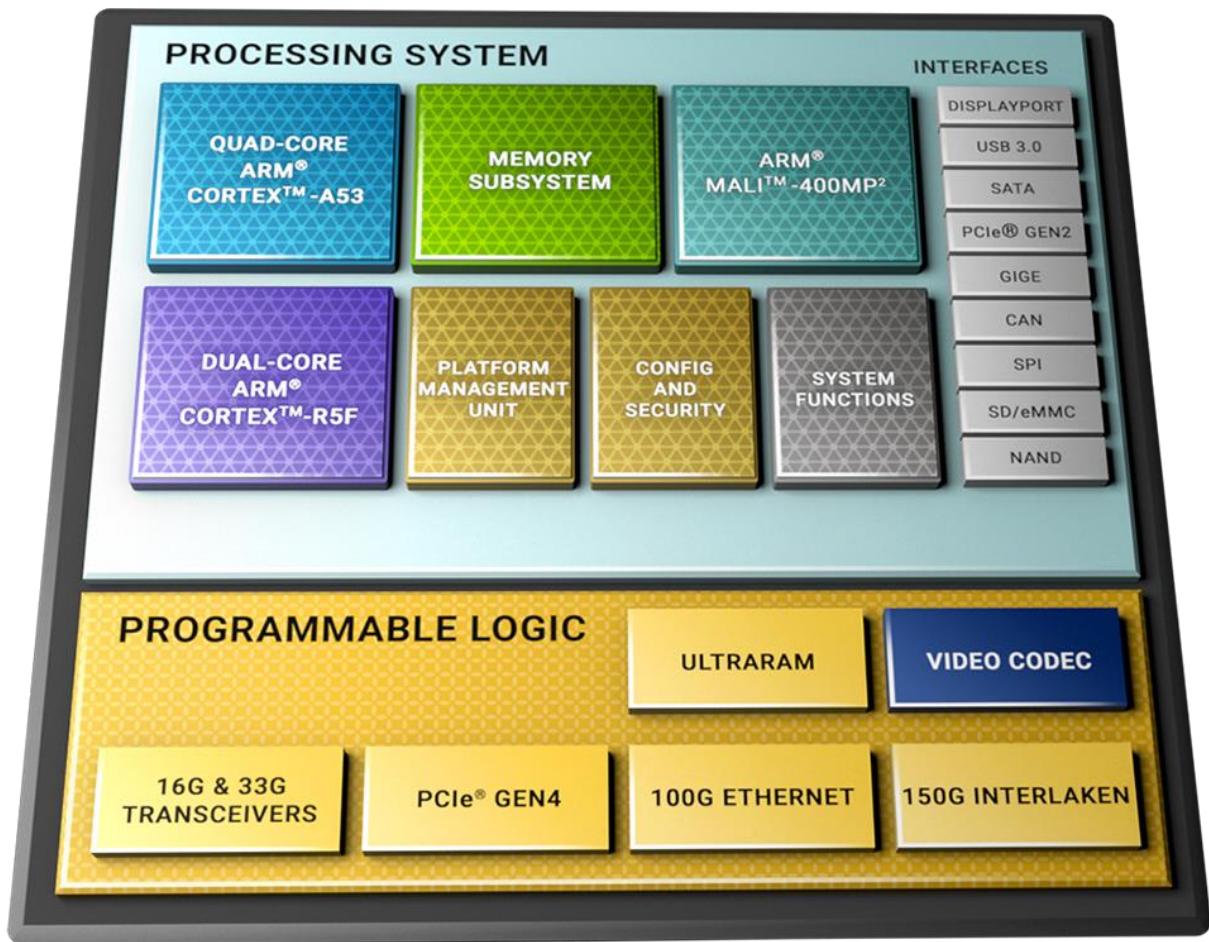 PROCESSING SYSTEM
QUAD-CORE
ARM®
CORTEX™-A53
MEMORY
SUBSYSTEM
ARM®
MALI™-400MP²
DUAL-CORE
ARM®
CORTEX™-R5F
PLATFORM
MANAGEMENT
UNIT
CONFIG
AND
SECURITY
SYSTEM
FUNCTIONS
INTERFACES
DISPLAYPORT
USB 3.0
SATA
PCIe® GEN2
GIGE
CAN
SPI
SD/eMMC
NAND
PROGRAMMABLE LOGIC
ULTRARAM
VIDEO CODEC
16G & 33G
TRANSCEIVERS
PCIe® GEN4
100G ETHERNET
150G INTERLAKEN